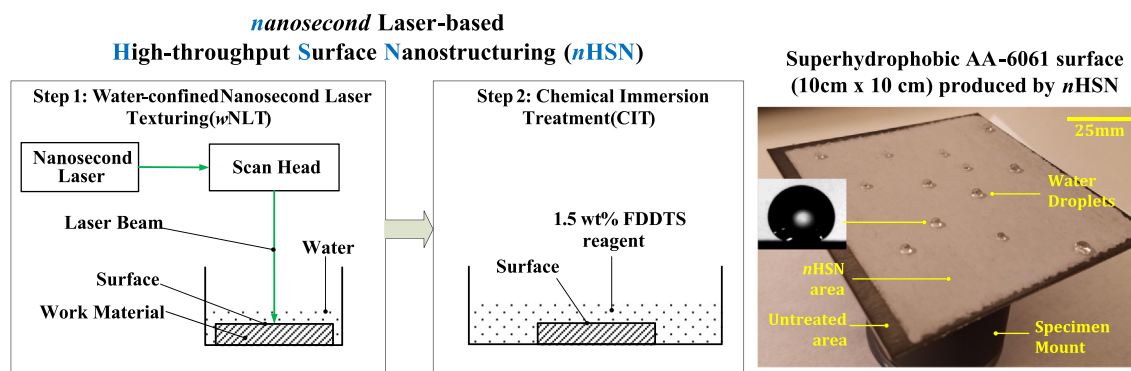 nanosecond Laser-based
High-throughput Surface Nanostructuring (nHSN)
Step 1: Water-confined Nanosecond Laser
Texturing(wNLT)
Nanosecond
Laser
Scan Head
Laser Beam
Water
Surface
Work Material
Step 2: Chemical Immersion
Treatment(CIT)
1.5 wt% FDDTS
reagent
Surface
Superhydrophobic AA-6061 surface
(10cm x 10 cm) produced by nHSN
25mm
Water
Droplets
nHSN
area
Untreated
area
Specimen
Mount